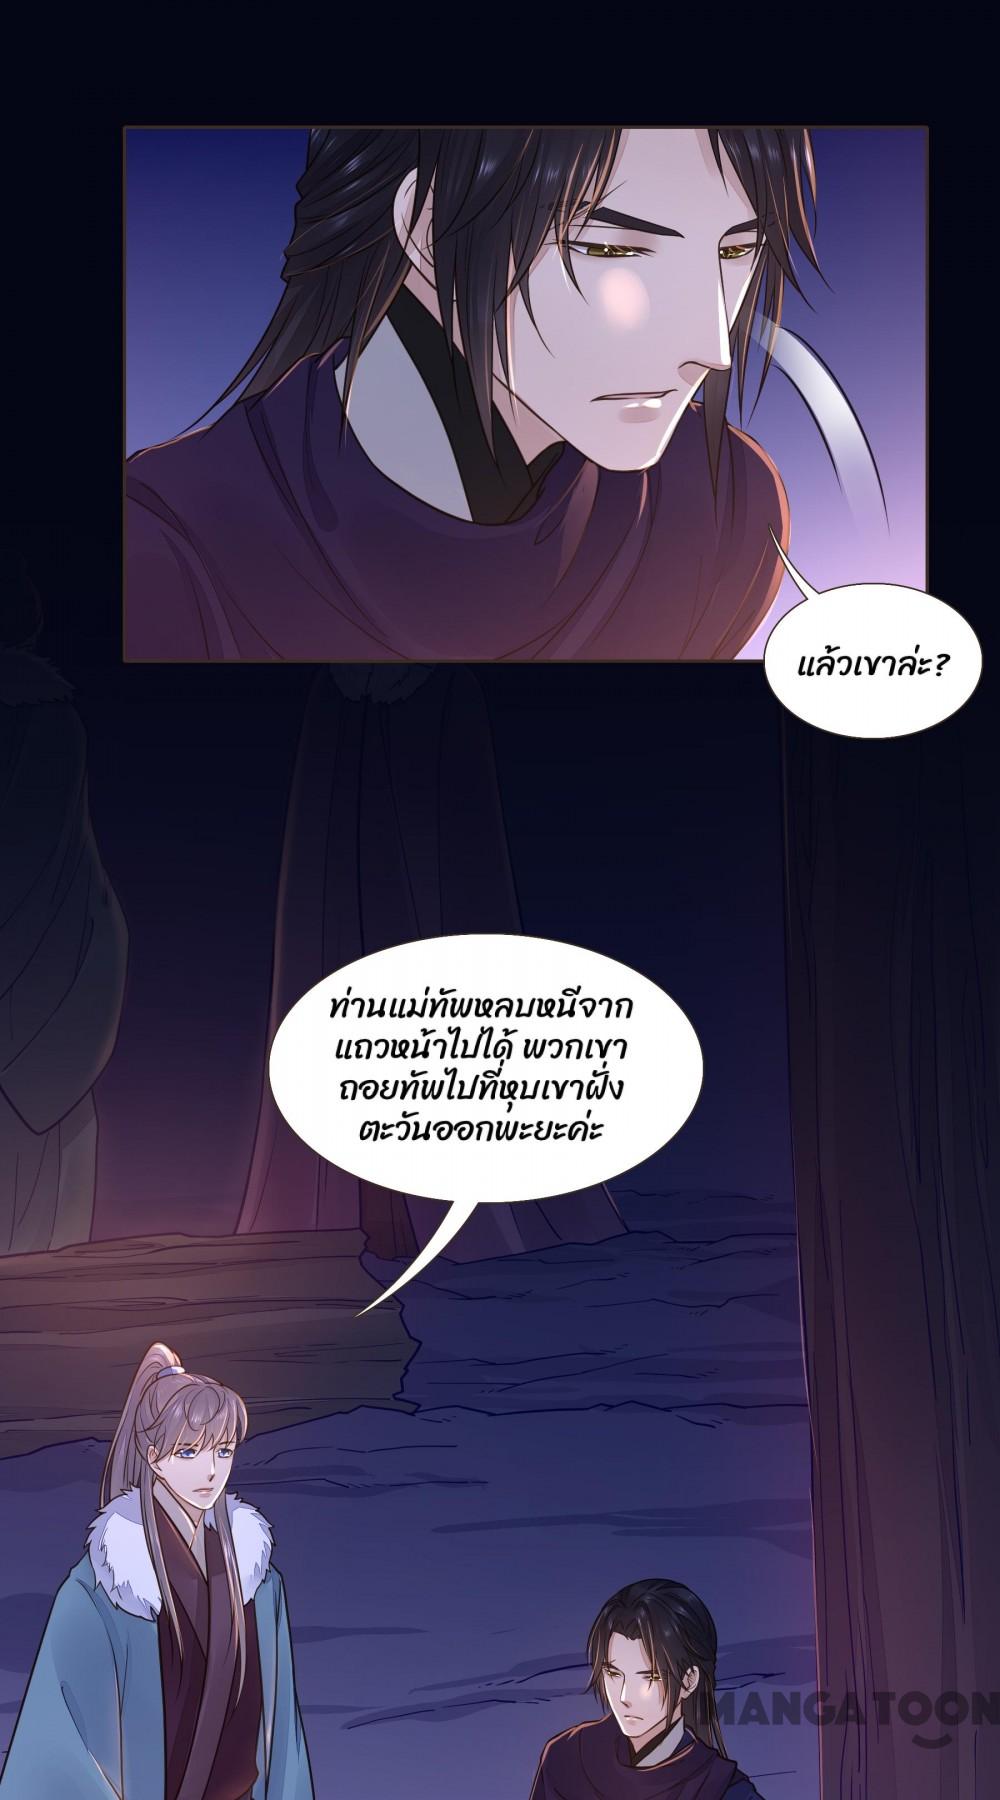 แล้วเขาล่ะ?
ท่านแม่ทัพหลบหนีจาก
แถวหน้าไปได้ พวกเขา
ถอยทัพไปที่หุบเขาฝั่ง
ตะวันออกพะยะค่ะ
MANGATOON